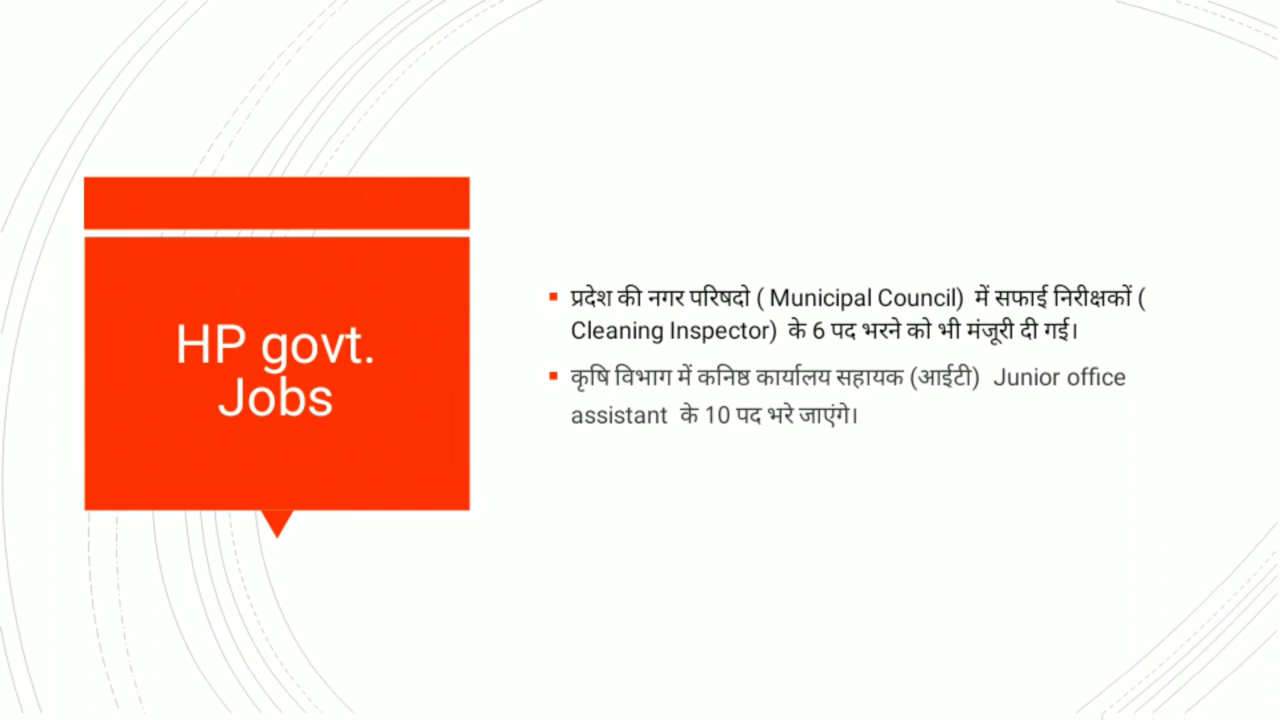 HP govt.
Jobs
▪ प्रदेश की नगर परिषदो ( Municipal Council)  में सफाई निरीक्षकों (
Cleaning Inspector)  के 6 पद भरने को भी मंजूरी दी गई।
▪ कृषि विभाग में कनिष्ठ कार्यालय सहायक (आईटी)  Junior office
assistant  के 10 पद भरे जाएंगे।